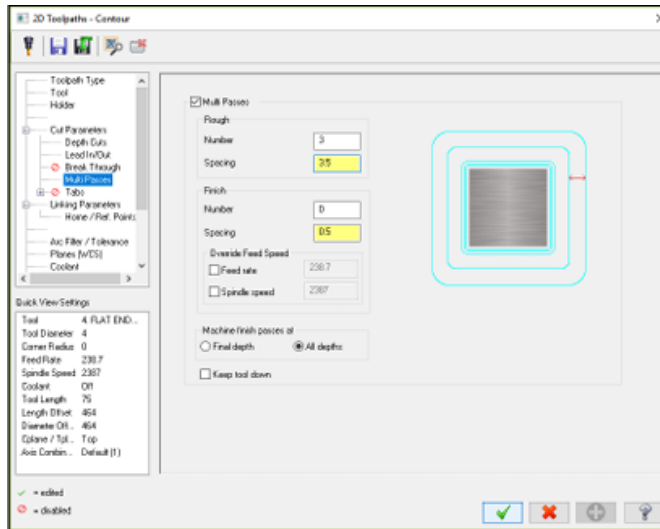 2D Toolpaths - Contour
Toolpath Type
Tool
Holder
Cut Parameters
Depth Cuts
Lead In/Out
Break Through
Multi Passes
Tabs
Linking Parameters
Home / Ref. Points
Arc Filter / Tolerance
Planes (WCS)
Coolant
Quick View Settings
Tool 4. FLAT END...
Tool Diameter 4
Corner Radius 0
Feed Rate 238.7
Spindle Speed 2387
Coolant Off
Tool Length 75
Length Offset 464
Diameter Off... 464
Cplane / Tpl... Top
Axis Combin... Default (1)
= edited
= disabled
Multi Passes
Rough
Number 3
Spacing 3.5
Finish
Number 0
Spacing 0.5
Override Feed Speed
Feed rate 238.7
Spindle speed 2387
Machine finish passes at
Final depth All depths
Keep tool down